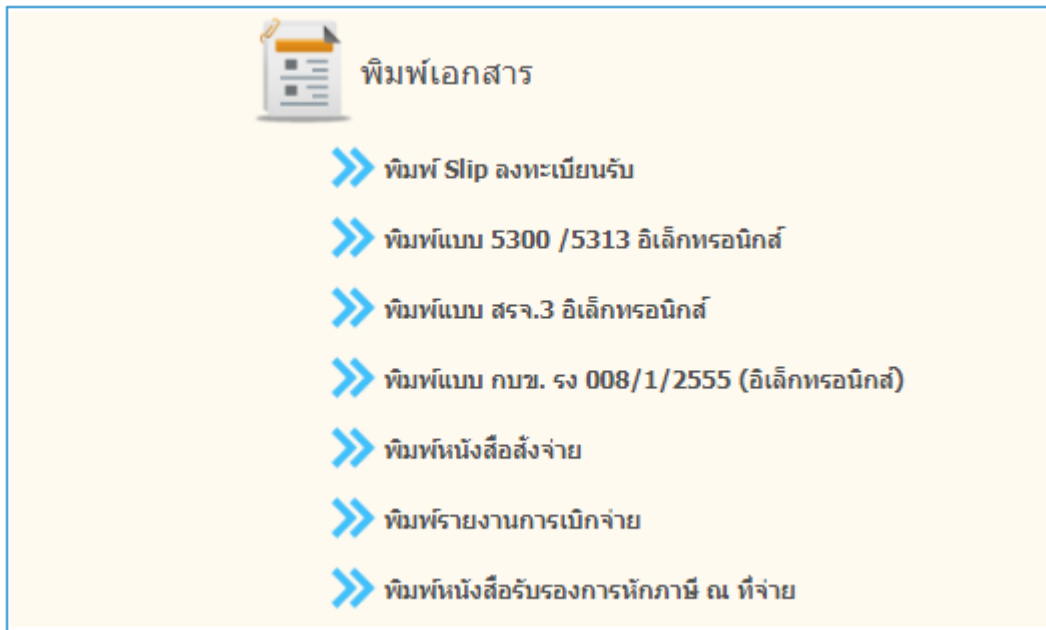 พิมพ์เอกสาร
พิมพ์ Slip ลงทะเบียนรับ
พิมพ์แบบ 5300 /5313 อิเล็กทรอนิกส์
พิมพ์แบบ สรจ.3 อิเล็กทรอนิกส์
พิมพ์แบบ กบข. รง 008/1/2555 (อิเล็กทรอนิกส์)
พิมพ์หนังสือสั่งจ่าย
พิมพ์รายงานการเบิกจ่าย
พิมพ์หนังสือรับรองการหักภาษี ณ ที่จ่าย